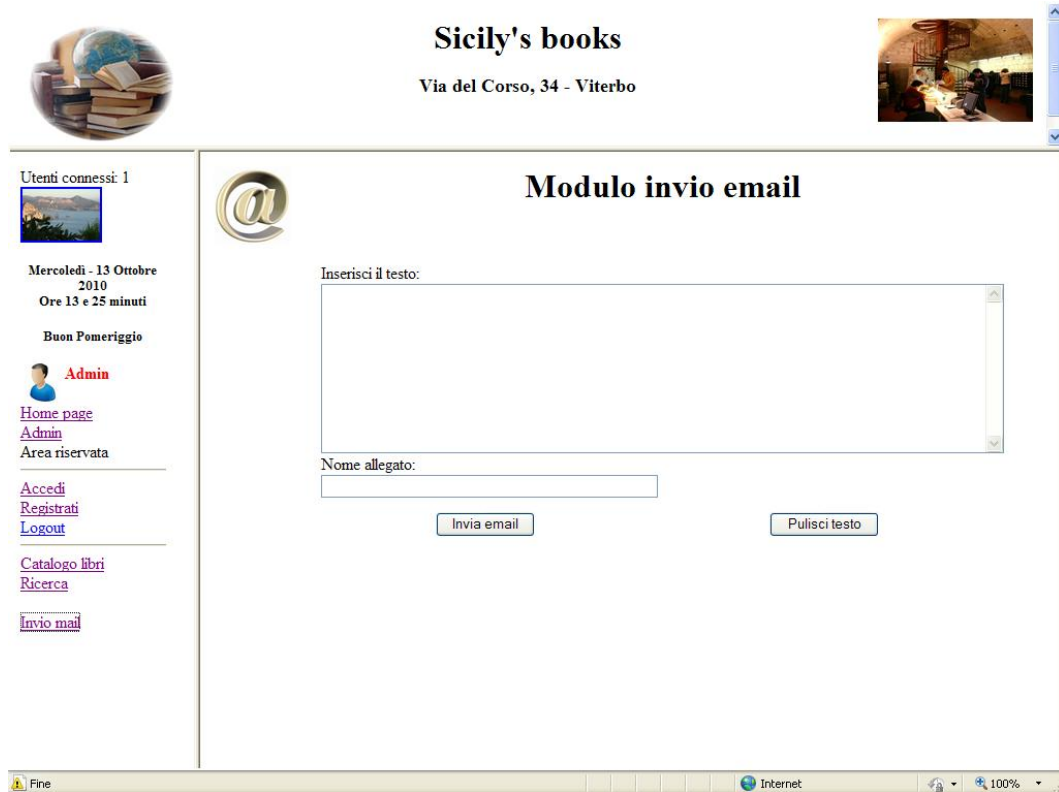 Sicily's books
Via del Corso, 34 - Viterbo
Utenti connessi: 1
Mercoledì - 13 Ottobre
2010
Ore 13 e 25 minuti
Buon Pomeriggio
Admin
Home page
Admin
Area riservata
Accedi
Registrati
Logout
Catalogo libri
Ricerca
Invio mail
@
Modulo invio email
Inserisci il testo:
Nome allegato:
Invia email
Pulisci testo
Fine
Internet
100%